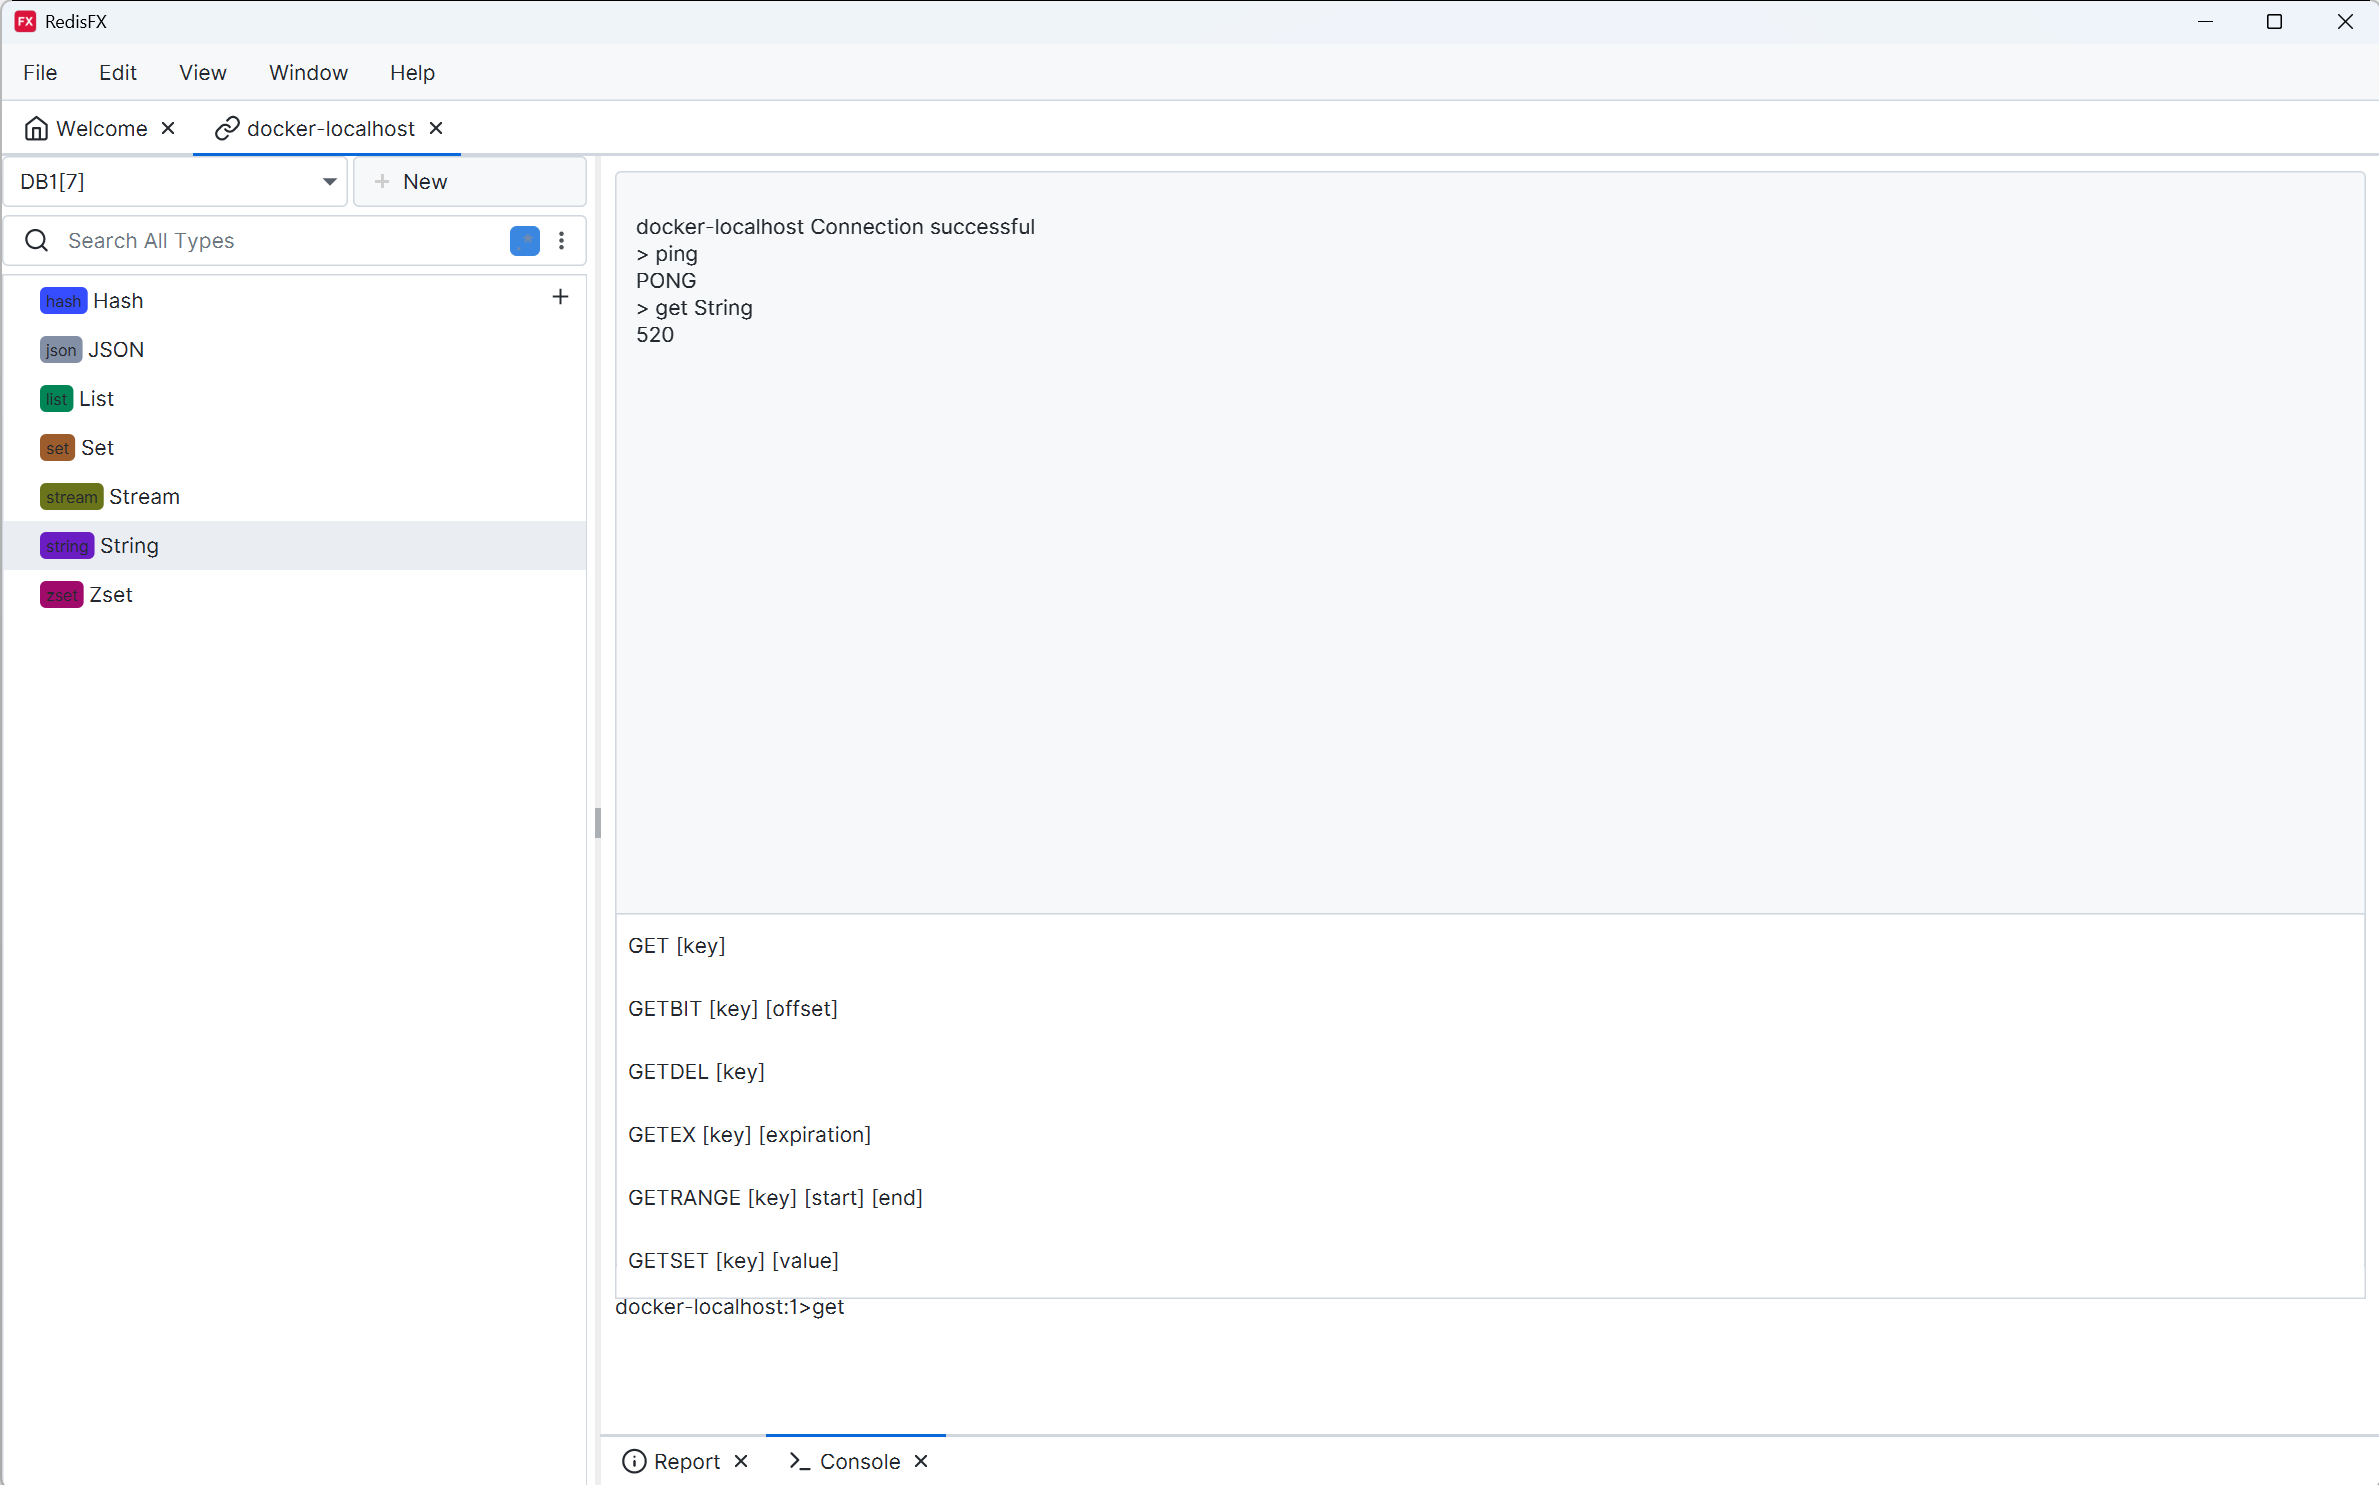 FX RedisFX
File Edit View Window Help
Welcome docker-localhost
DB1[7] + New
Search All Types .*
hash Hash +
json JSON
list List
set Set
stream Stream
string String
zset Zset
docker-localhost Connection successful
> ping
PONG
> get String
520
GET [key]
GETBIT [key] [offset]
GETDEL [key]
GETEX [key] [expiration]
GETRANGE [key] [start] [end]
GETSET [key] [value]
docker-localhost:1>get
Report Console